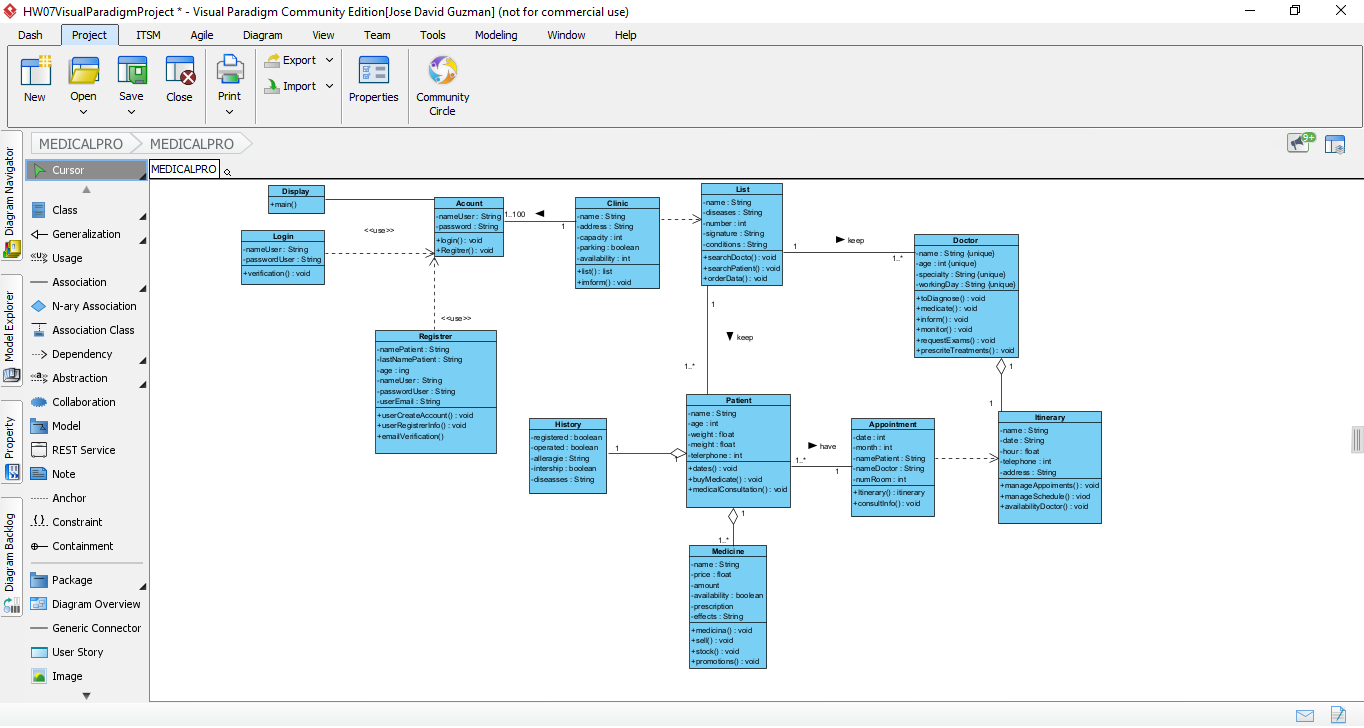 HW07VisualParadigmProject * - Visual Paradigm Community Edition[Jose David Guzman] (not for commercial use)
Dash Project ITSM Agile Diagram View Team Tools Modeling Window Help
New Open Save Close Print Export Import Properties Community Circle
MEDICALPRO MEDICALPRO
9+
Diagram Navigator
Model Explorer
Property
Diagram Backlog
Cursor
Class
Generalization
<<U>> Usage
Association
N-ary Association
Association Class
Dependency
<<a>> Abstraction
Collaboration
Model
REST Service
Note
Anchor
{} Constraint
Containment
Package
Diagram Overview
Generic Connector
User Story
Image
MEDICALPRO
Display
+main()
Login
-nameUser : String
-passwordUser : String
+verification() : void
<<use>>
Acount
-nameUser : String
-password : String
+login() : void
+Regitrer() : void
1..100
1
Clinic
-name : String
-address : String
-capacity : int
-parking : boolean
-availability : int
+list() : list
+imform() : void
List
-name : String
-diseases : String
-number : int
-signature : String
-conditions : String
+searchDocto() : void
+searchPatient() : void
+orderData() : void
1
keep
1..*
Doctor
-name : String {unique}
-age : int {unique}
-specialty : String {unique}
-workingDay : String {unique}
+toDiagnose() : void
+medicate() : void
+inform() : void
+monitor() : void
+requestExams() : void
+prescriteTreatments() : void
1
1
<<use>>
Registrer
-namePatient : String
-lastNamePatient : String
-age : ing
-nameUser : String
-passwordUser : String
-userEmail : String
+userCreateAccount() : void
+userRegistrerInfo() : void
+emailVerification()
1
keep
1..*
History
-registered : boolean
-operated : boolean
-alleragie : String
-intership : boolean
-diseasses : String
1
1
Patient
-name : String
-age : int
-weight : float
-meight : float
-telerphone : int
+dates() : void
+buyMedicate() : void
+medicalConsultation() : void
have
1..*
1
Appointment
-date : int
-month : int
-namePatient : String
-nameDoctor : String
-numRoom : int
+Itinerary() : itinerary
+consultInfo() : void
Itinerary
-name : String
-date : String
-hour : float
-telephone : int
-address : String
+manageAppoiments() : void
+manageSchedule() : viod
+availabilityDoctor() : void
1
1..*
Medicine
-name : String
-price : float
-amount
-availability : boolean
-prescription
-effects : String
+medicina() : void
+sell() : void
+stock() : void
+promotions() : void